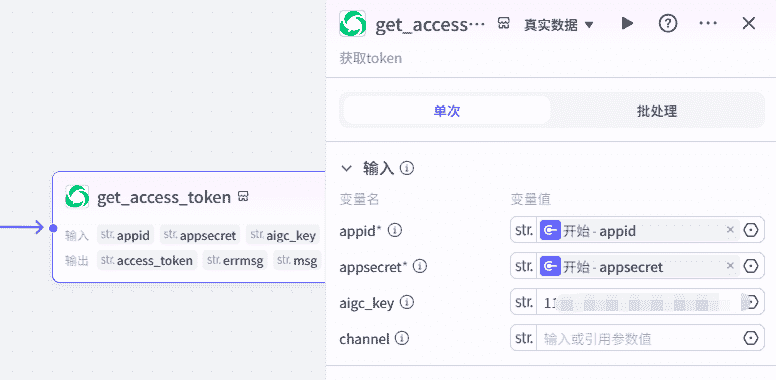 get_access_token
输入 str. appid str. appsecret str. aigc_key
输出 str. access_token str. errmsg str. msg
get_access··· 真实数据
获取token
单次 批处理
输入
变量名 变量值
appid* str. 开始 - appid
appsecret* str. 开始 - appsecret
aigc_key str. 11
channel str. 输入或引用参数值